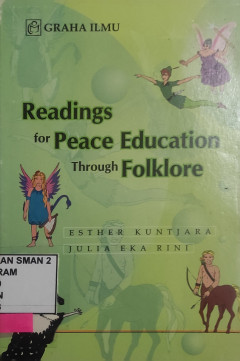 GRAHA ILMU
Readings
for Peace Education
Through Folklore
ESTHER KUNTJARA
JULIA EKA RINI
AN SMAN 2
RAM